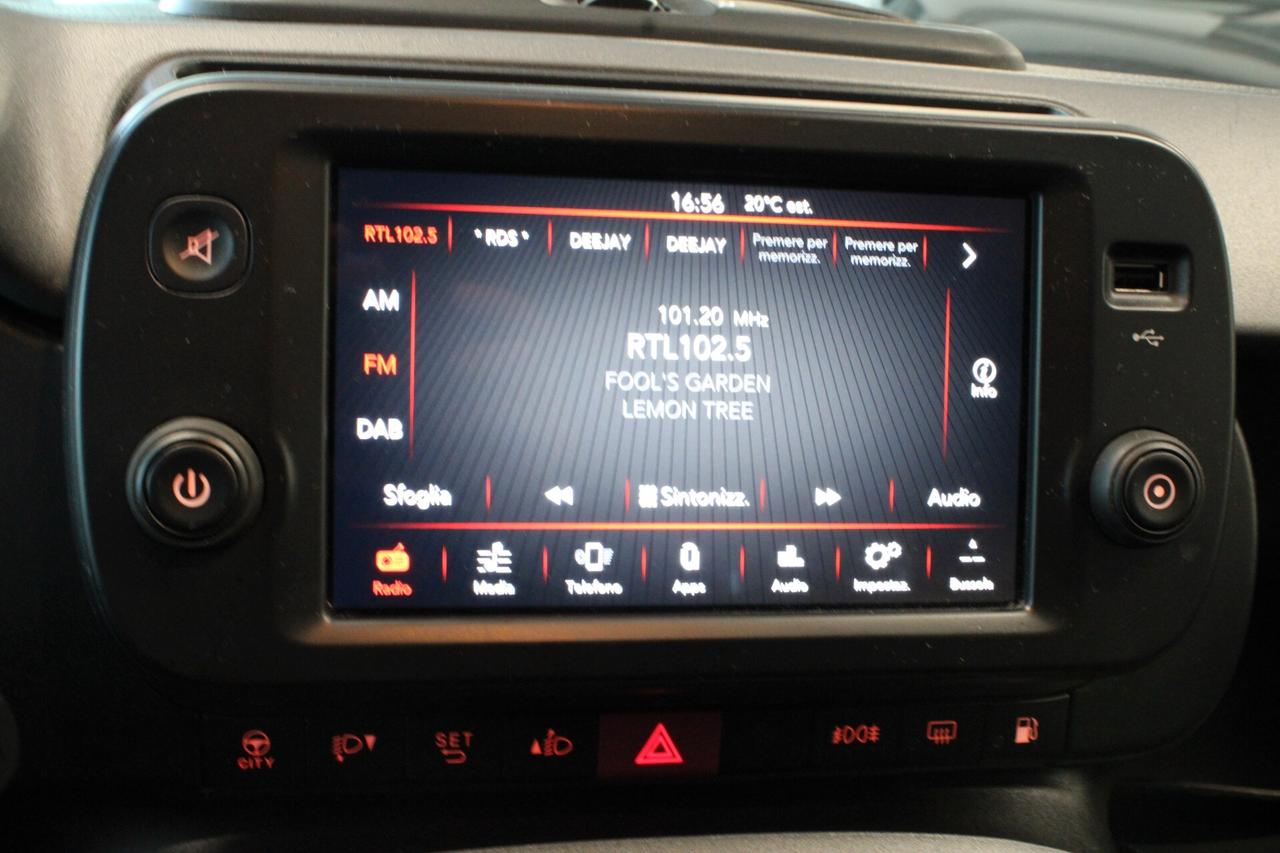 16:56 20°C est.
RTL102.5 " RDS " DEEJAY DEEJAY Premere per memorizz. Premere per memorizz.
AM
101.20 MHz
RTL102.5
FM
FOOL'S GARDEN
Info
LEMON TREE
DAB
Sfoglia Sintonizz. Audio
Radio Media Telefono Apps Audio Impostaz. Bussola
CITY SET